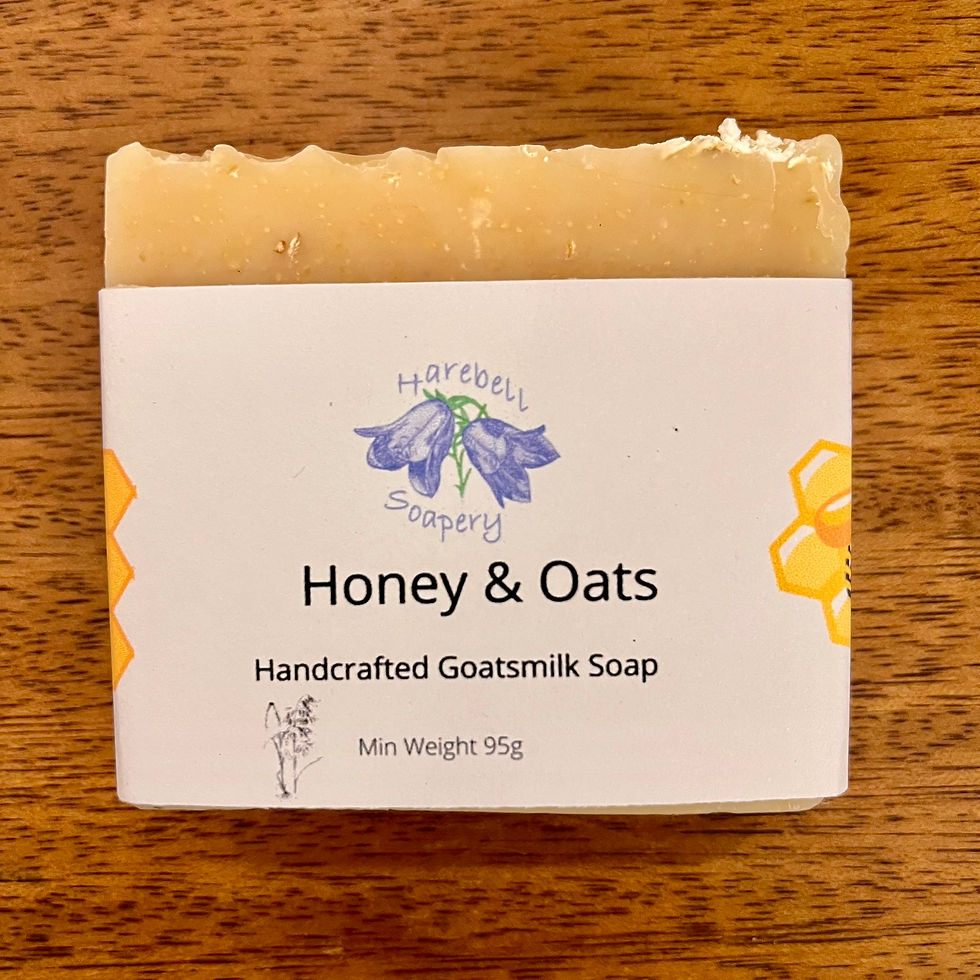 Harebell
Soapery
Honey & Oats
Handcrafted Goatsmilk Soap
Min Weight 95g